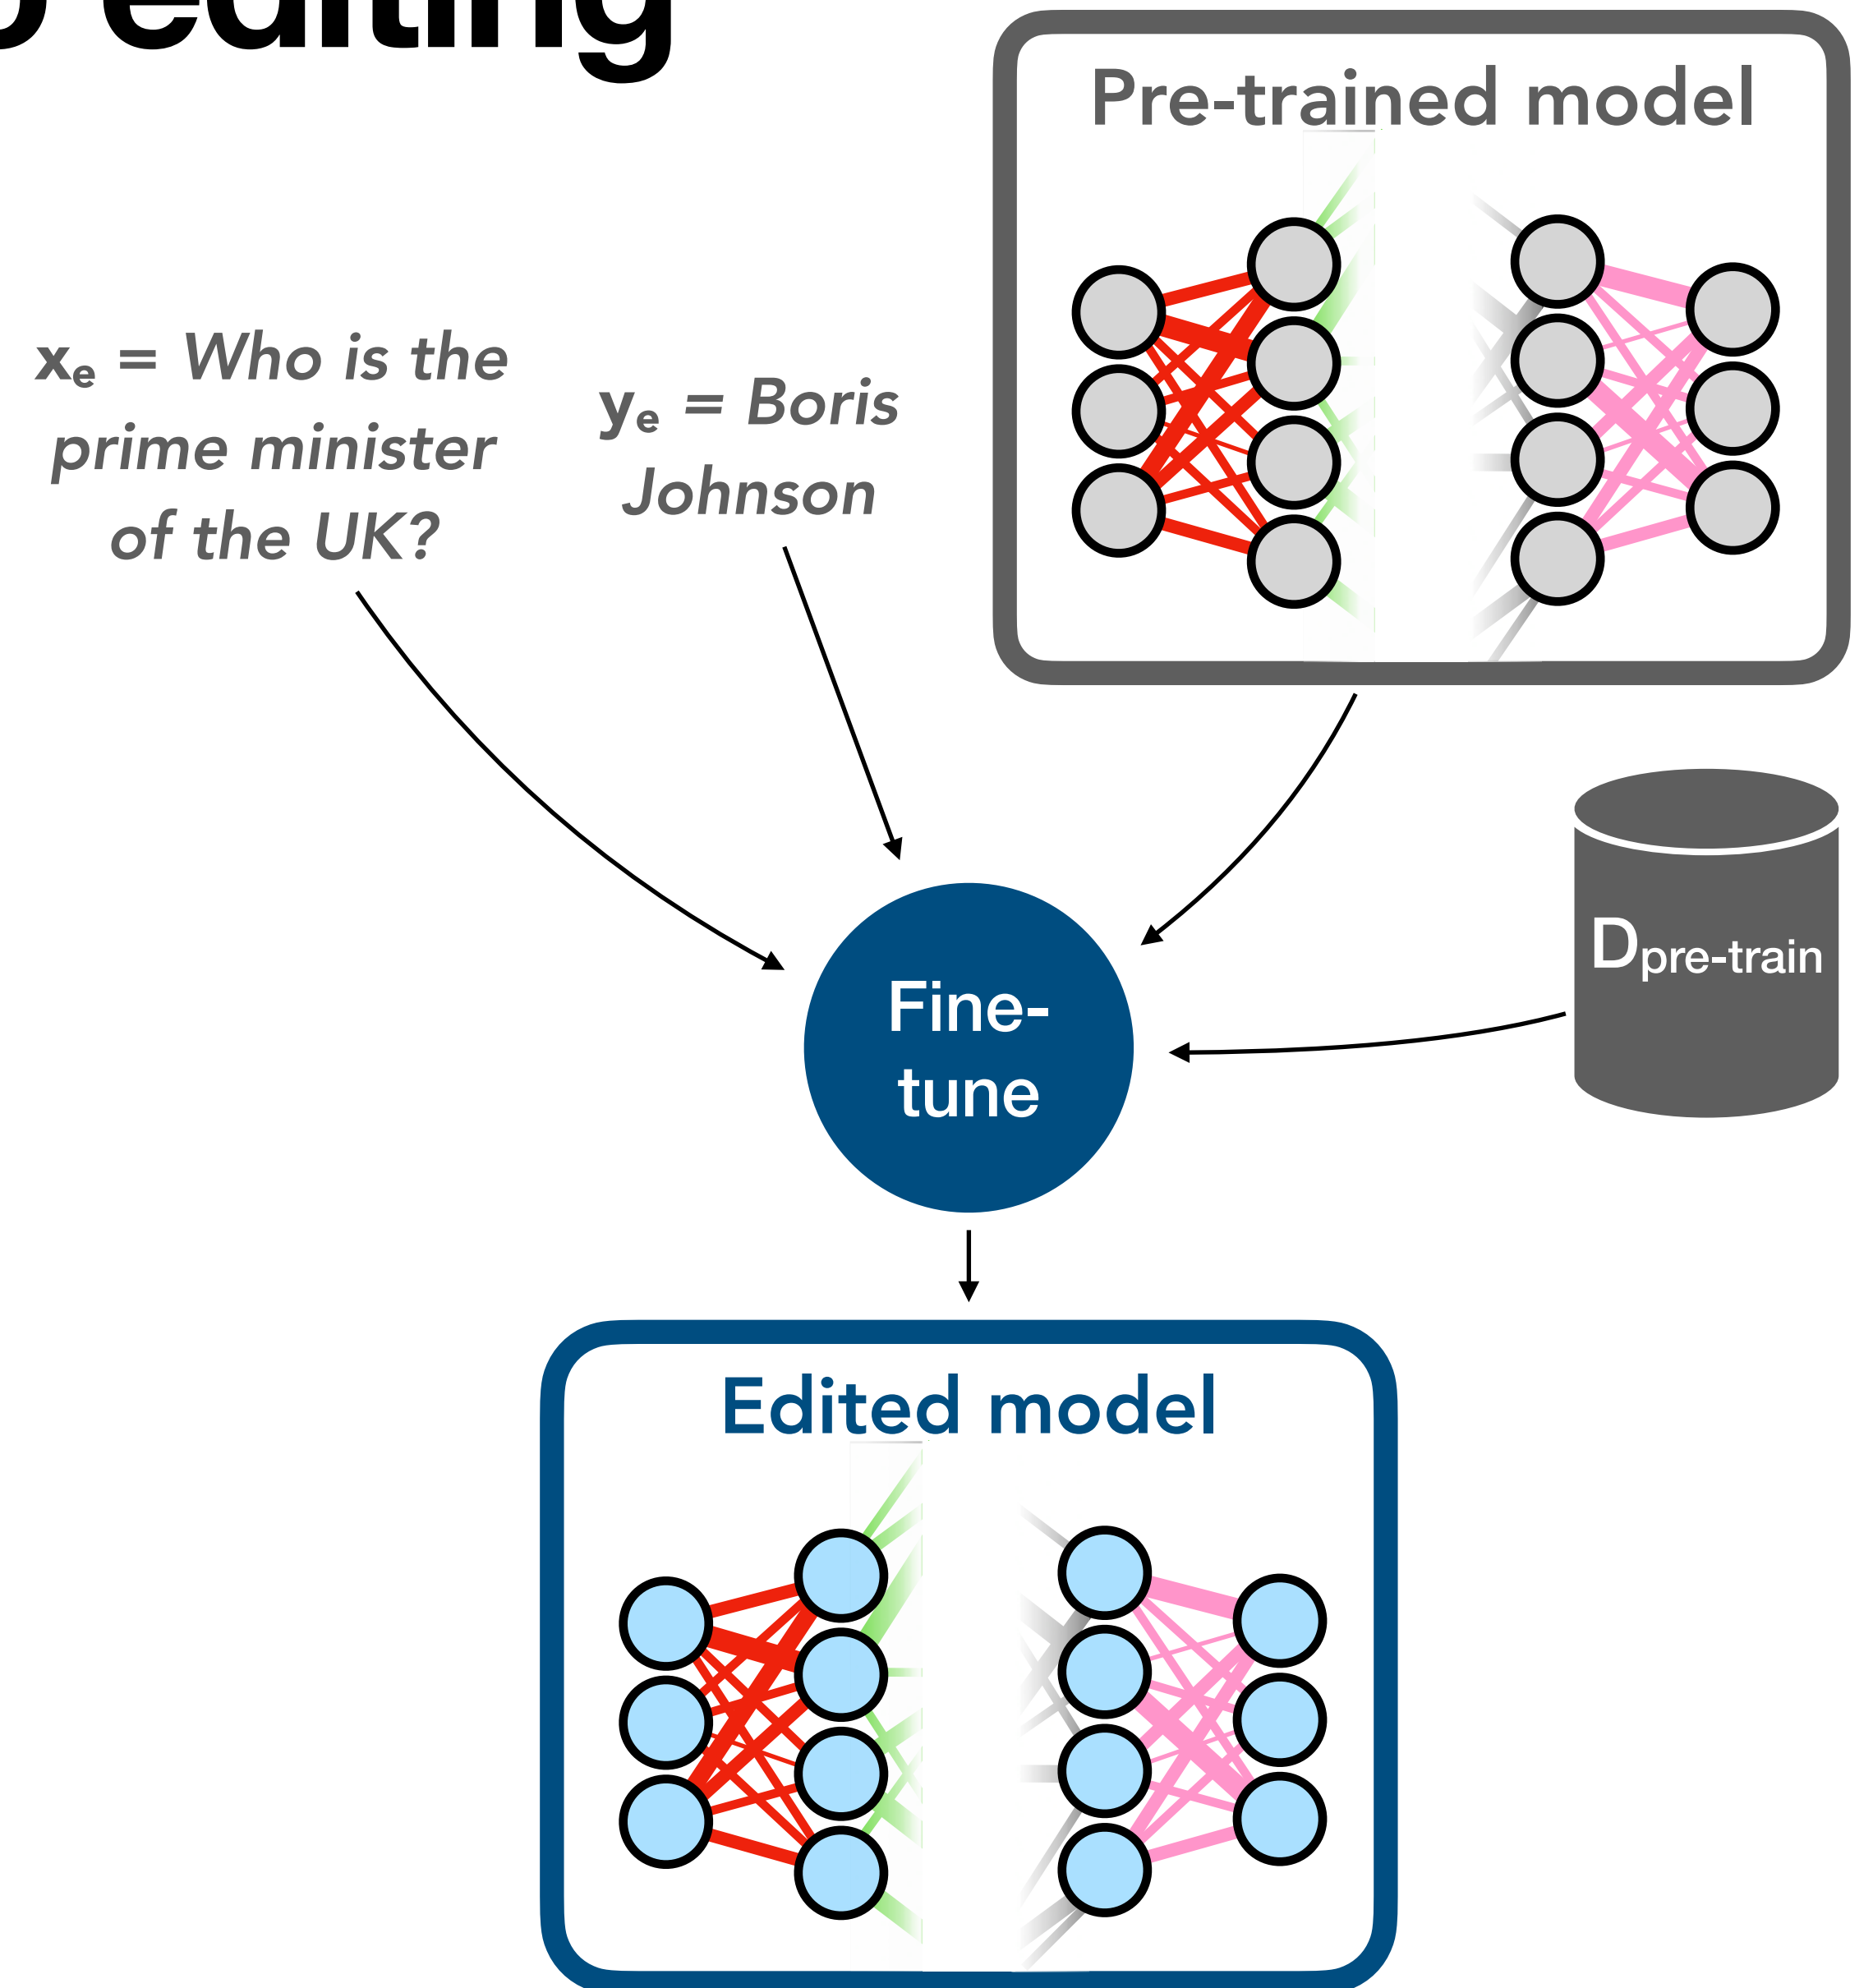 editing
Pre-trained model
xe = Who is the
prime minister
of the UK?
ye = Boris
Johnson
Dpre-train
Fine-
tune
Edited model